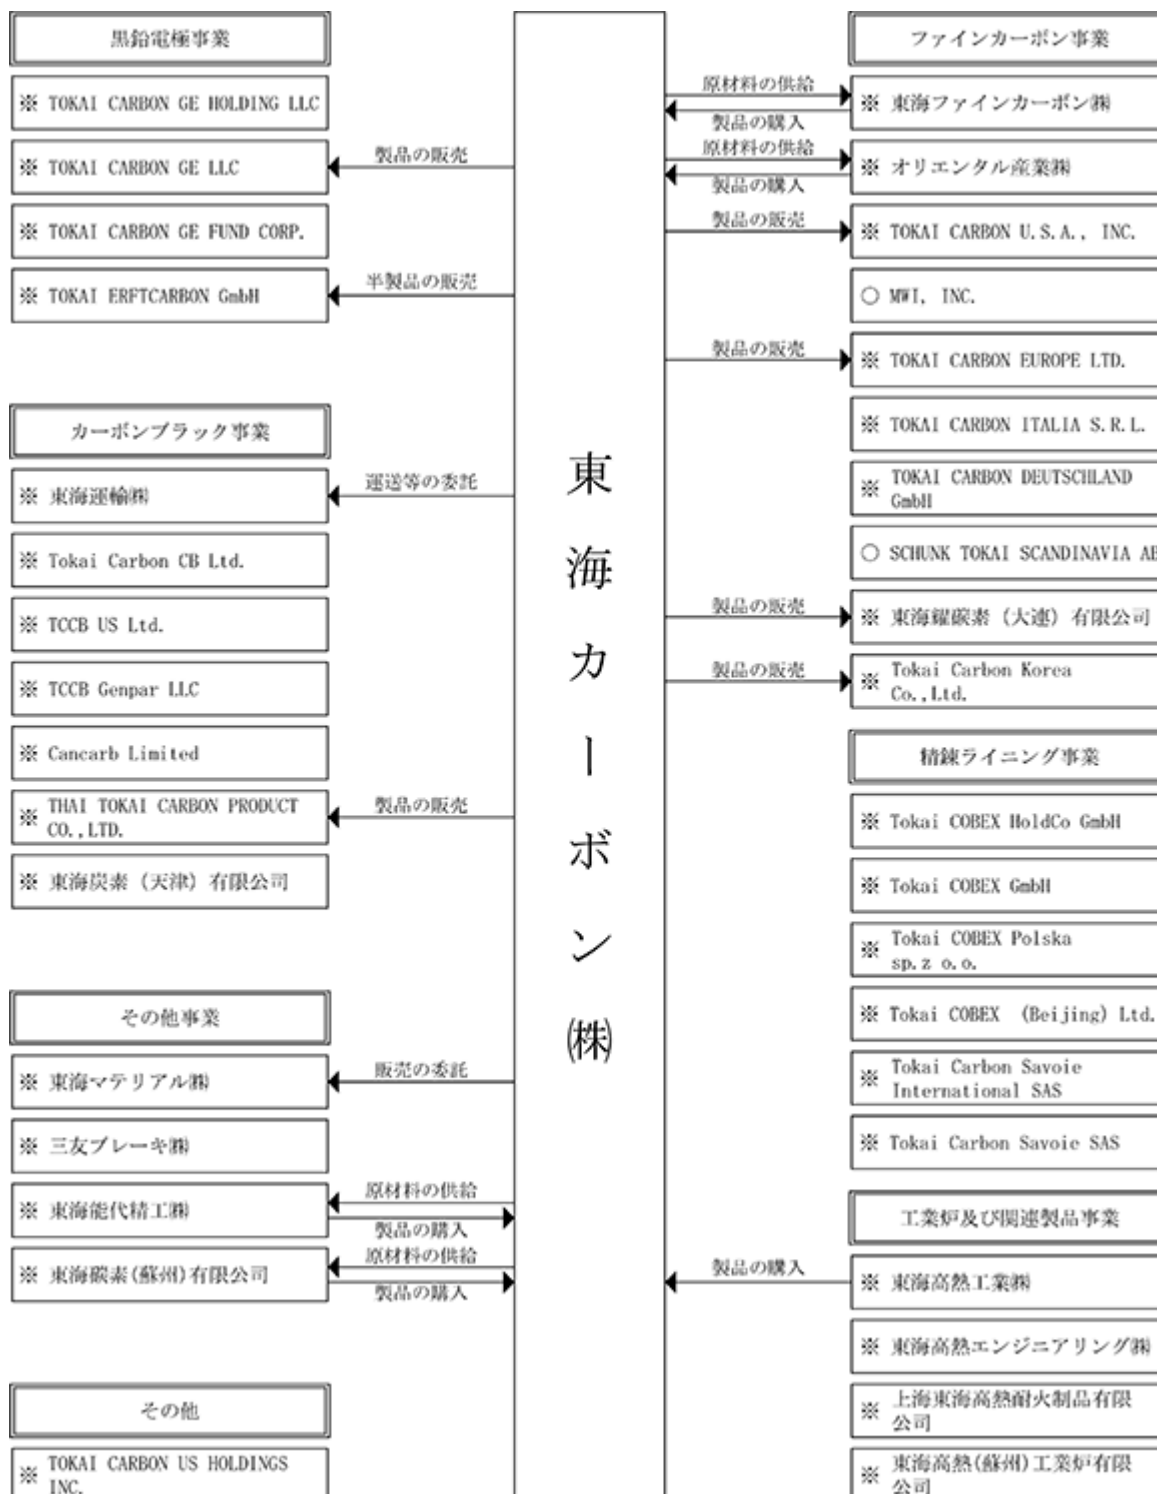 黒鉛電極事業
※ TOKAI CARBON GE HOLDING LLC
※ TOKAI CARBON GE LLC
製品の販売
※ TOKAI CARBON GE FUND CORP.
※ TOKAI ERFTCARBON GmbH
半製品の販売
カーボンブラック事業
※ 東海運輸㈱
運送等の委託
※ Tokai Carbon CB Ltd.
※ TCCB US Ltd.
※ TCCB Genpar LLC
※ Cancarb Limited
※ THAI TOKAI CARBON PRODUCT
CO.,LTD.
製品の販売
※ 東海炭素（天津）有限公司
その他事業
※ 東海マテリアル㈱
販売の委託
※ 三友ブレーキ㈱
※ 東海能代精工㈱
原材料の供給
製品の購入
※ 東海碳素(蘇州)有限公司
原材料の供給
製品の購入
その他
※ TOKAI CARBON US HOLDINGS
INC.
東海カーボン㈱
ファインカーボン事業
原材料の供給
製品の購入
※ 東海ファインカーボン㈱
原材料の供給
製品の購入
※ オリエンタル産業㈱
製品の販売
※ TOKAI CARBON U.S.A., INC.
○ MWI, INC.
製品の販売
※ TOKAI CARBON EUROPE LTD.
※ TOKAI CARBON ITALIA S.R.L.
※ TOKAI CARBON DEUTSCHLAND
GmbH
○ SCHUNK TOKAI SCANDINAVIA AB
製品の販売
※ 東海耀碳素（大連）有限公司
製品の販売
※ Tokai Carbon Korea
Co.,Ltd.
精錬ライニング事業
※ Tokai COBEX HoldCo GmbH
※ Tokai COBEX GmbH
※ Tokai COBEX Polska
sp.z o.o.
※ Tokai COBEX （Beijing) Ltd.
※ Tokai Carbon Savoie
International SAS
※ Tokai Carbon Savoie SAS
工業炉及び関連製品事業
製品の購入
※ 東海高熱工業㈱
※ 東海高熱エンジニアリング㈱
※ 上海東海高熱耐火制品有限
公司
※ 東海高熱(蘇州)工業炉有限
公司